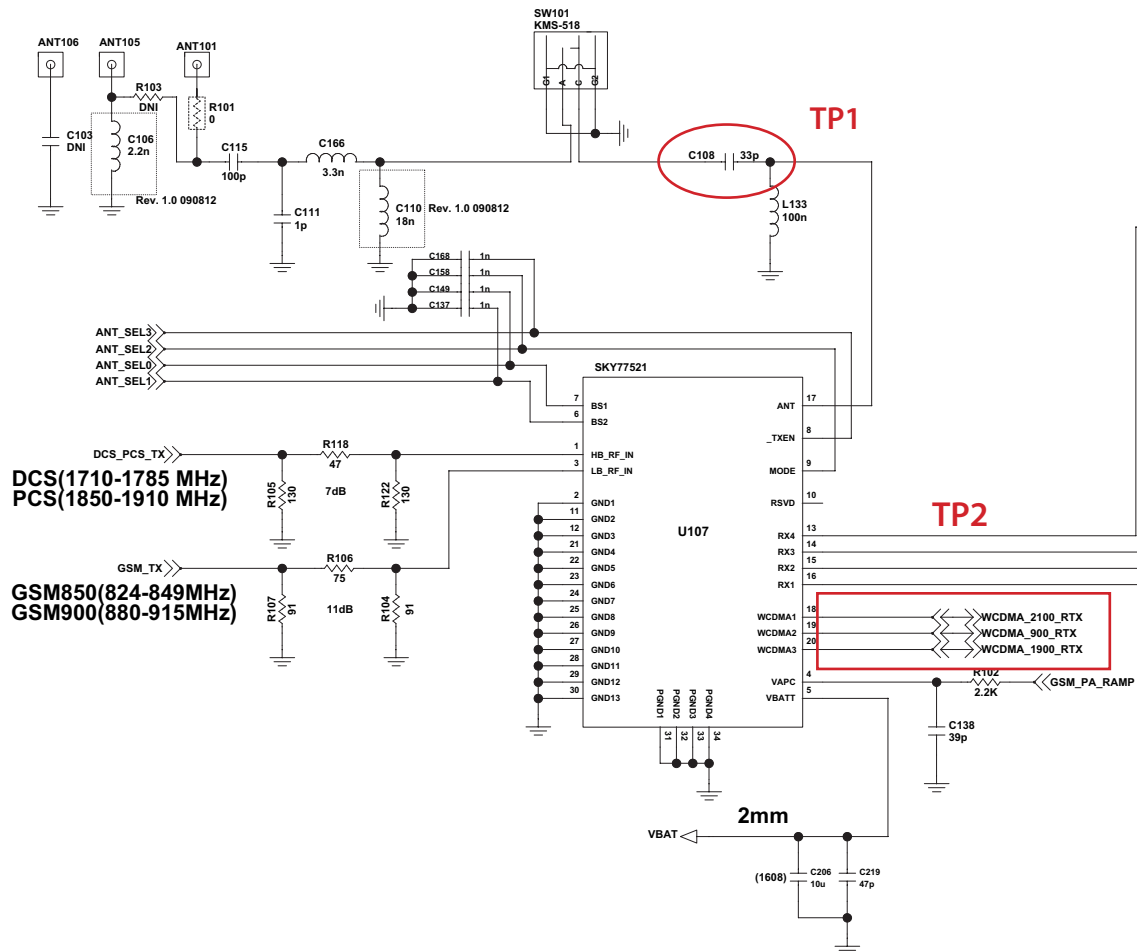 SW101
KMS-518
ANT106
ANT105
ANT101
G1
A
C
G2
R103
DNI
R101
0
TP1
C103
DNI
C106
2.2n
C115
100p
C166
3.3n
C108
33p
Rev. 1.0 090812
C111
1p
C110
18n
Rev. 1.0 090812
L133
100n
C168
1n
C158
1n
C149
1n
C137
1n
ANT_SEL3
ANT_SEL2
ANT_SEL0
ANT_SEL1
SKY77521
7
BS1
6
BS2
ANT
17
_TXEN
8
DCS_PCS_TX
R118
47
1
HB_RF_IN
3
LB_RF_IN
MODE
9
DCS(1710-1785 MHz)
PCS(1850-1910 MHz)
R105
130
7dB
R122
130
RSVD
10
2
GND1
11
GND2
12
GND3
21
GND4
22
GND5
23
GND6
24
GND7
25
GND8
26
GND9
27
GND10
28
GND11
29
GND12
30
GND13
U107
TP2
RX4
13
RX3
14
RX2
15
RX1
16
GSM_TX
R106
75
GSM850(824-849MHz)
GSM900(880-915MHz)
R107
91
11dB
R104
91
WCDMA1
18
WCDMA_2100_RTX
WCDMA2
19
WCDMA_900_RTX
WCDMA3
20
WCDMA_1900_RTX
VAPC
4
R102
2.2K
GSM_PA_RAMP
VBATT
5
PGND1
PGND2
PGND3
PGND4
31
32
33
34
C138
39p
2mm
VBAT
(1608)
C206
10u
C219
47p